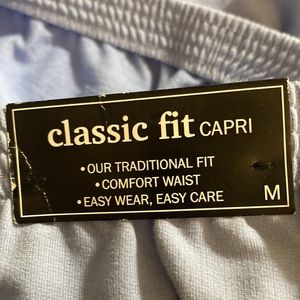 classic fit CAPRI
•OUR TRADITIONAL FIT
•COMFORT WAIST
•EASY WEAR, EASY CARE M